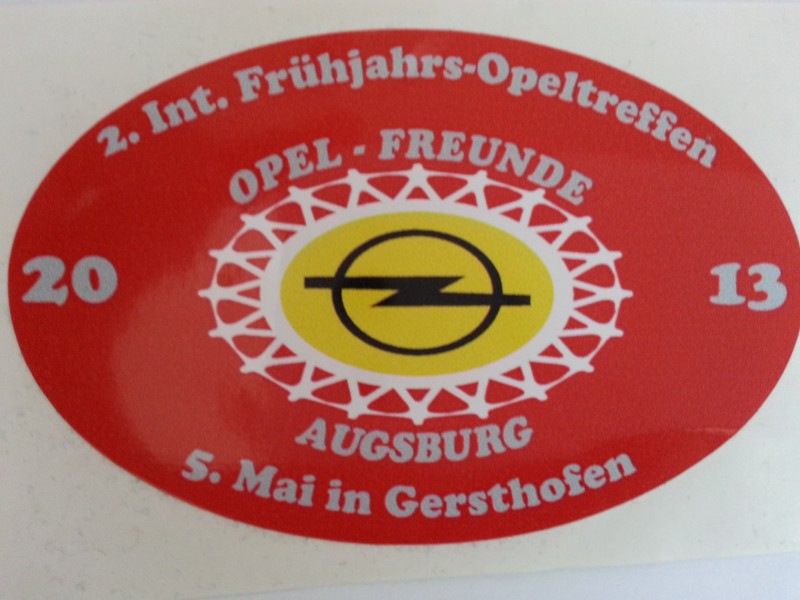 2. Int. Frühjahrs-Opeltreffen
OPEL - FREUNDE
20 13
AUGSBURG
5. Mai in Gersthofen